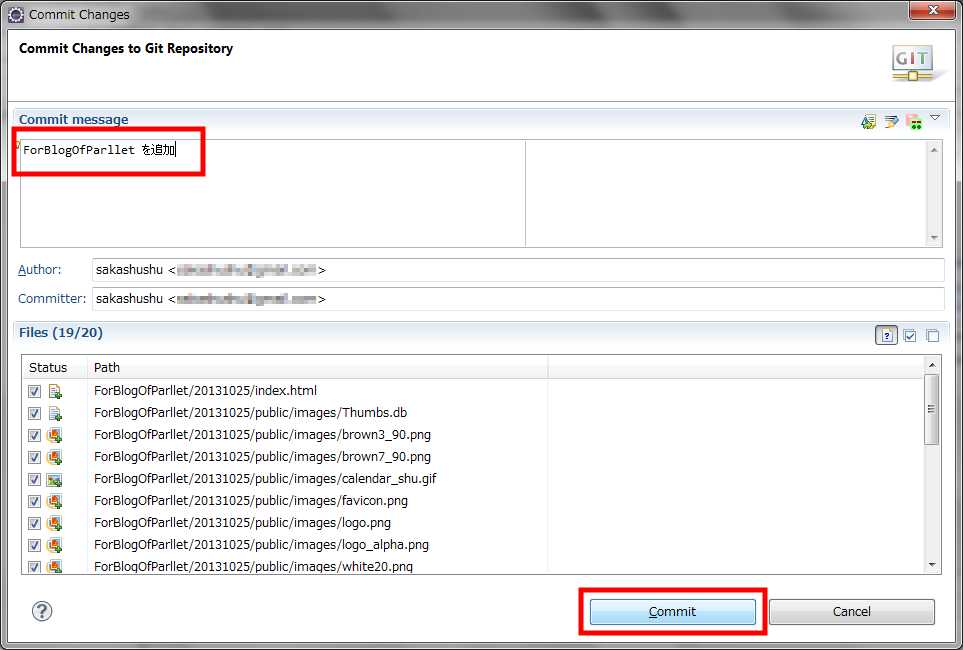 Commit Changes
Commit Changes to Git Repository
GIT
Commit message
ForBlogOfParllet を追加
Author:
sakashushu < >
Committer:
sakashushu < >
Files (19/20)
Status Path
ForBlogOfParllet/20131025/index.html
ForBlogOfParllet/20131025/public/images/Thumbs.db
ForBlogOfParllet/20131025/public/images/brown3_90.png
ForBlogOfParllet/20131025/public/images/brown7_90.png
ForBlogOfParllet/20131025/public/images/calendar_shu.gif
ForBlogOfParllet/20131025/public/images/favicon.png
ForBlogOfParllet/20131025/public/images/logo.png
ForBlogOfParllet/20131025/public/images/logo_alpha.png
ForBlogOfParllet/20131025/public/images/white20.png
Commit Cancel